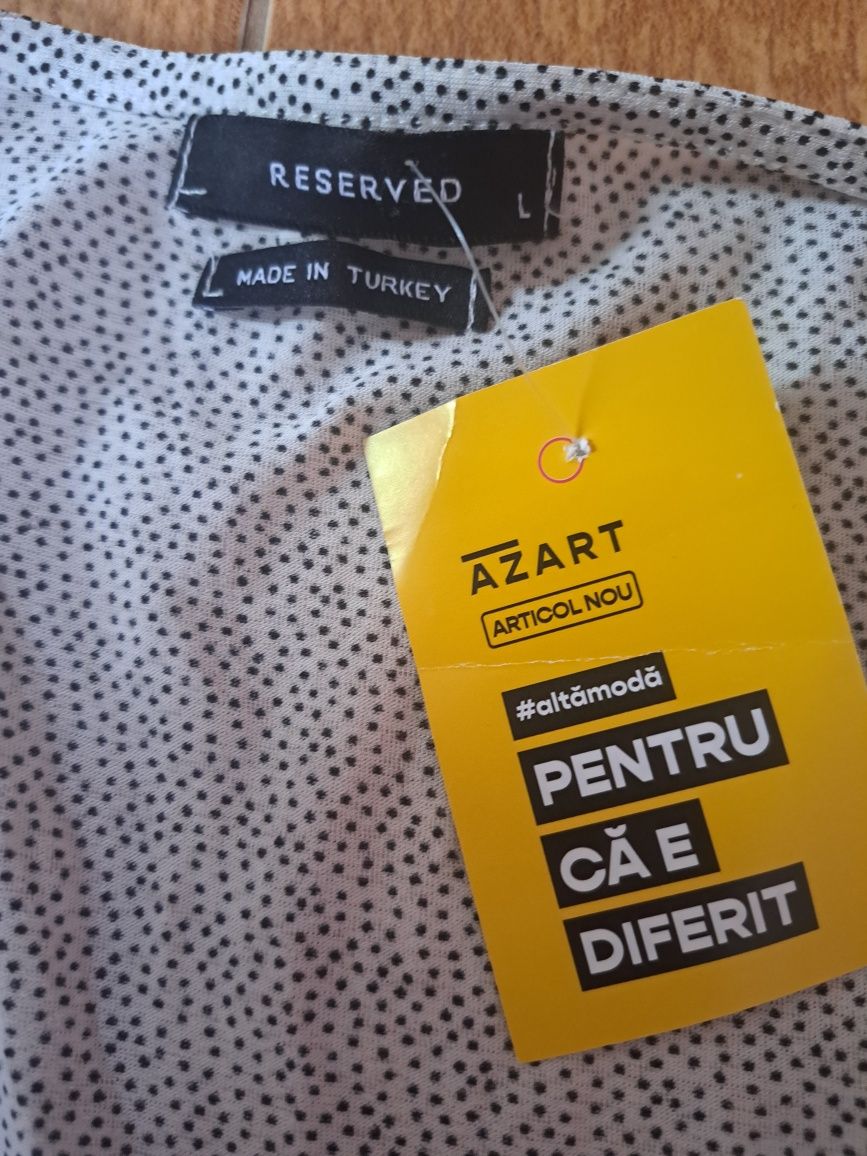 RESERVED
L
MADE IN TURKEY
AZART
ARTICOL NOU
#altămodă
PENTRU
CĂ E
DIFERIT